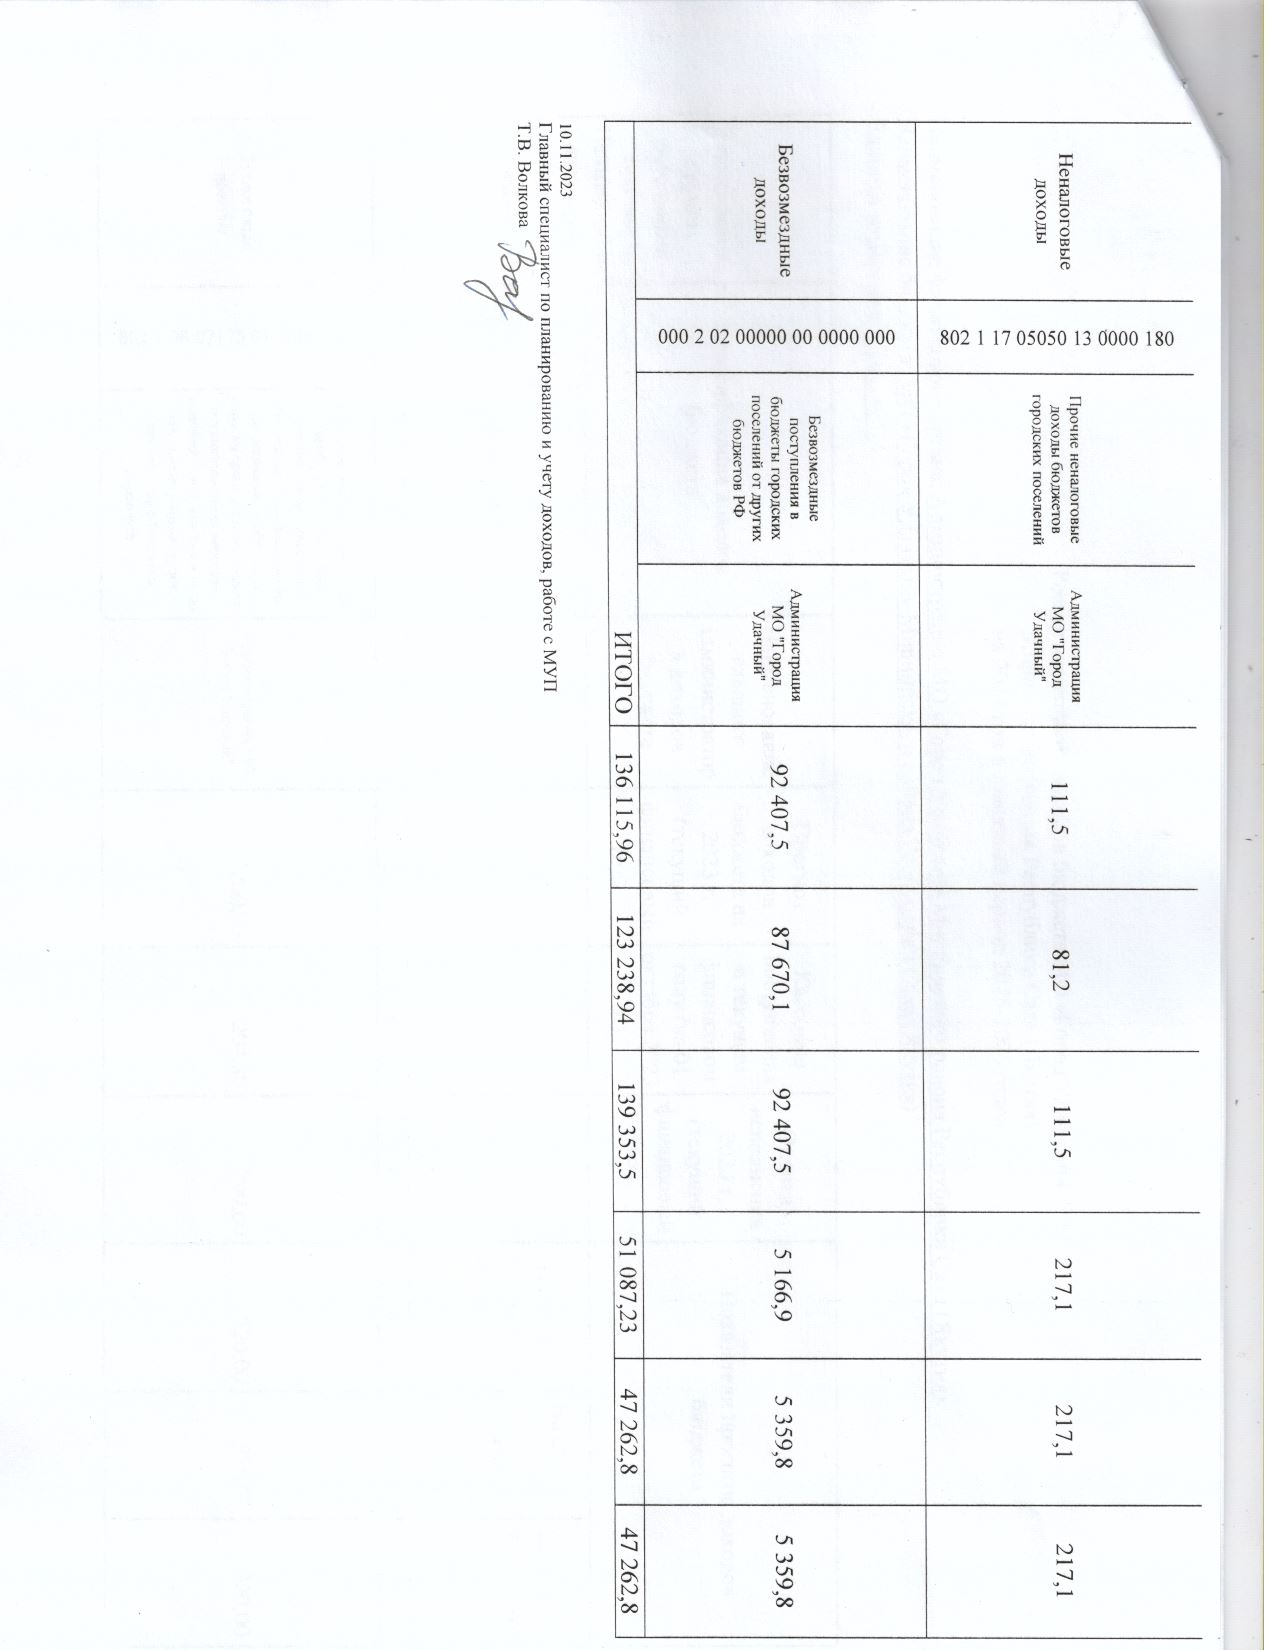 Неналоговые
доходы
802 1 17 05050 13 0000 180
Прочие неналоговые
доходы бюджетов
городских поселений
Администрация
МО "Город
Удачный"
111,5
81,2
111,5
217,1
217,1
217,1
Безвозмездные
доходы
000 2 02 00000 00 0000 000
Безвозмездные
поступления в
бюджеты городских
поселений от других
бюджетов РФ
Администрация
МО "Город
Удачный"
92 407,5
87 670,1
92 407,5
5 166,9
5 359,8
5 359,8
ИТОГО
136 115,96
123 238,94
139 353,5
51 087,23
47 262,8
47 262,8
10.11.2023
Главный специалист по планированию и учету доходов, работе с МУП
Т.В. Волкова